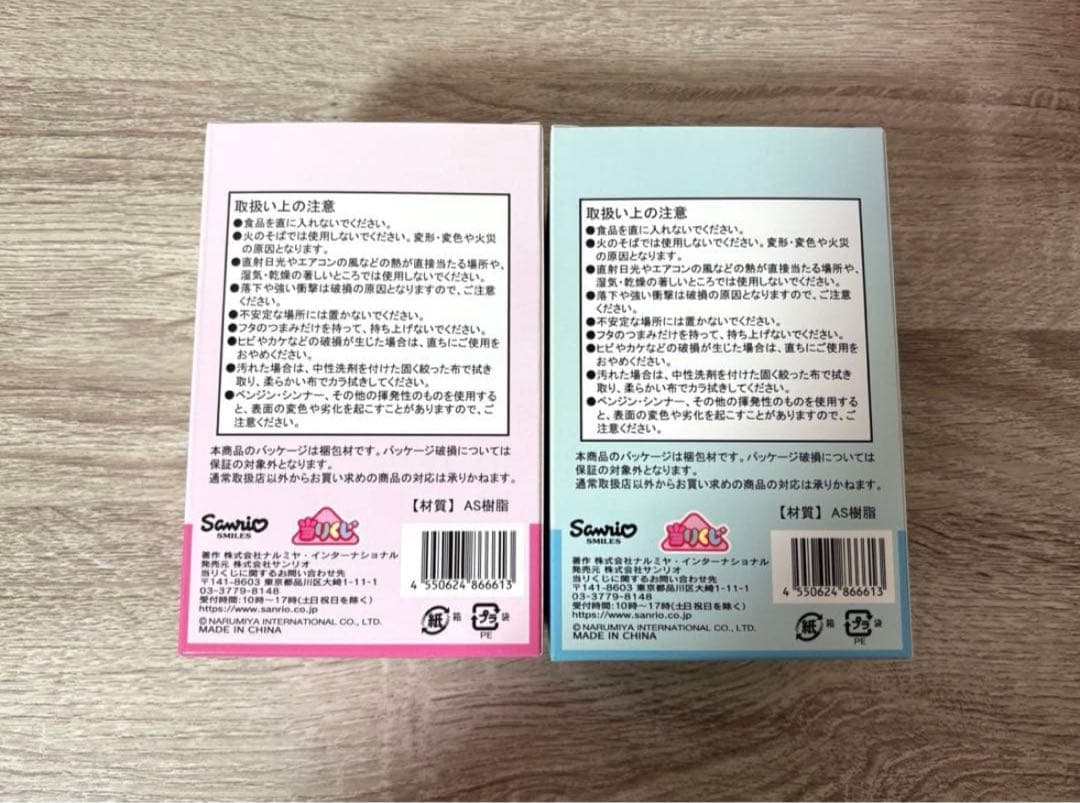 取扱い上の注意
●食品を直に入れないでください。
●火のそばでは使用しないでください。変形・変色や火災
の原因となります。
●直射日光やエアコンの風などの熱が直接当たる場所や、
湿気・乾燥の著しいところでは使用しないでください。
●落下や強い衝撃は破損の原因となりますので、ご注意
ください。
●不安定な場所には置かないでください。
●フタのつまみだけを持って、持ち上げないでください。
●ヒビやカケなどの破損が生じた場合は、直ちにご使用を
おやめください。
●汚れた場合は、中性洗剤を付けた固く絞った布で拭き
取り、柔らかい布でカラ拭きしてください。
●ベンジン・シンナー、その他の揮発性のものを使用する
と、表面の変色や劣化を起こすことがありますので、ご
注意ください。
本商品のパッケージは梱包材です。パッケージ破損については
保証の対象外となります。
通常取扱店以外からお買い求めの商品の対応は承りかねます。
【材質】 AS樹脂
Sanrio
SMILES
当りくじ
著作 株式会社ナルミヤ・インターナショナル
発売元 株式会社サンリオ
当りくじに関するお問い合わせ先
〒141-8603 東京都品川区大崎1-11-1
03-3779-8148
受付時間:10時~17時(土日祝日を除く)
https://www.sanrio.co.jp
© NARUMIYA INTERNATIONAL CO., LTD.
MADE IN CHINA
4 550624 866613
紙 箱
プラ 袋
PE
取扱い上の注意
●食品を直に入れないでください。
●火のそばでは使用しないでください。変形・変色や火災
の原因となります。
●直射日光やエアコンの風などの熱が直接当たる場所や、
湿気・乾燥の著しいところでは使用しないでください。
●落下や強い衝撃は破損の原因となりますので、ご注意
ください。
●不安定な場所には置かないでください。
●フタのつまみだけを持って、持ち上げないでください。
●ヒビやカケなどの破損が生じた場合は、直ちにご使用を
おやめください。
●汚れた場合は、中性洗剤を付けた固く絞った布で拭き
取り、柔らかい布でカラ拭きしてください。
●ベンジン・シンナー、その他の揮発性のものを使用する
と、表面の変色や劣化を起こすことがありますので、ご
注意ください。
本商品のパッケージは梱包材です。パッケージ破損については
保証の対象外となります。
通常取扱店以外からお買い求めの商品の対応は承りかねます。
【材質】 AS樹脂
Sanrio
SMILES
当りくじ
著作 株式会社ナルミヤ・インターナショナル
発売元 株式会社サンリオ
当りくじに関するお問い合わせ先
〒141-8603 東京都品川区大崎1-11-1
03-3779-8148
受付時間:10時~17時(土日祝日を除く)
https://www.sanrio.co.jp
© NARUMIYA INTERNATIONAL CO., LTD.
MADE IN CHINA
4 550624 866613
紙 箱
プラ 袋
PE